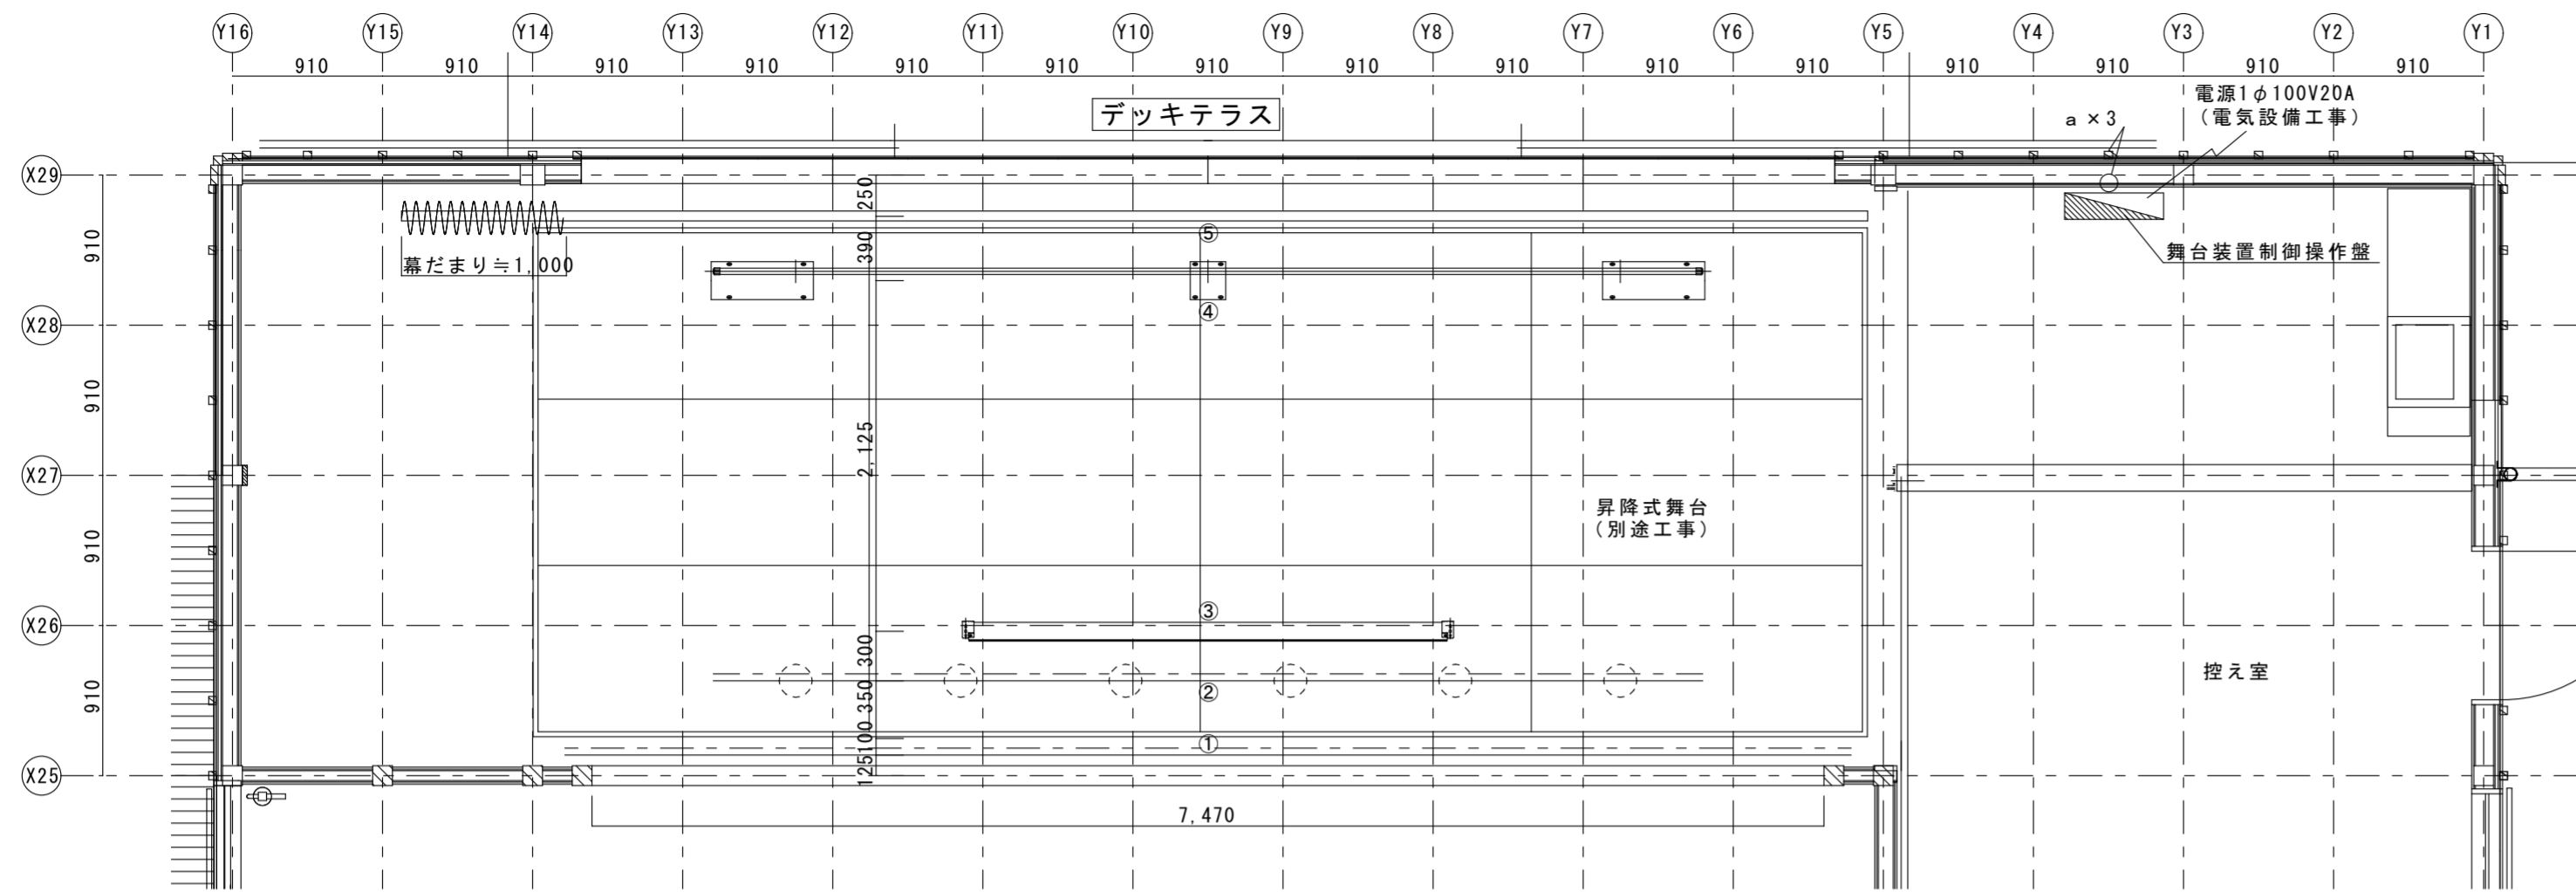 Y16 Y15 Y14 Y13 Y12 Y11 Y10 Y9 Y8 Y7 Y6 Y5 Y4 Y3 Y2 Y1
910 910 910 910 910 910 910 910 910 910 910 910 910 910 910
デッキテラス
a×3
電源1φ100V20A
(電気設備工事)
X29
250
幕だまり≒1,000
390
⑤
舞台装置制御操作盤
910
④
X28
910
2,125
X27
昇降式舞台
(別途工事)
910
③
X26
300
控え室
910
350
②
100
①
125
X25
7,470